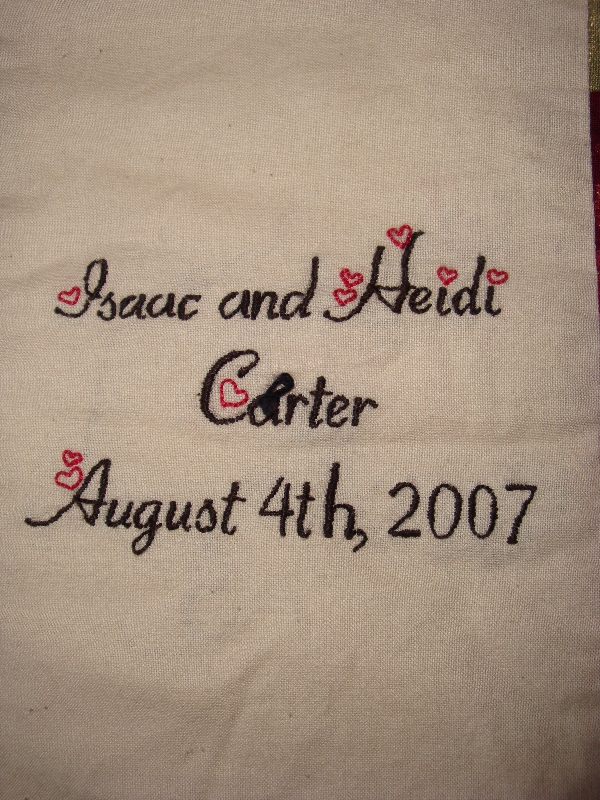 Isaac and Heidi
Carter
August 4th, 2007